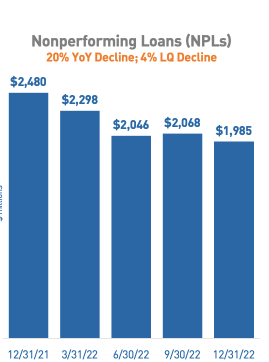 Nonperforming Loans (NPLs)
20% YoY Decline; 4% LQ Decline
$2,480
$2,298
$2,046
$2,068
$1,985
12/31/21 3/31/22 6/30/22 9/30/22 12/31/22